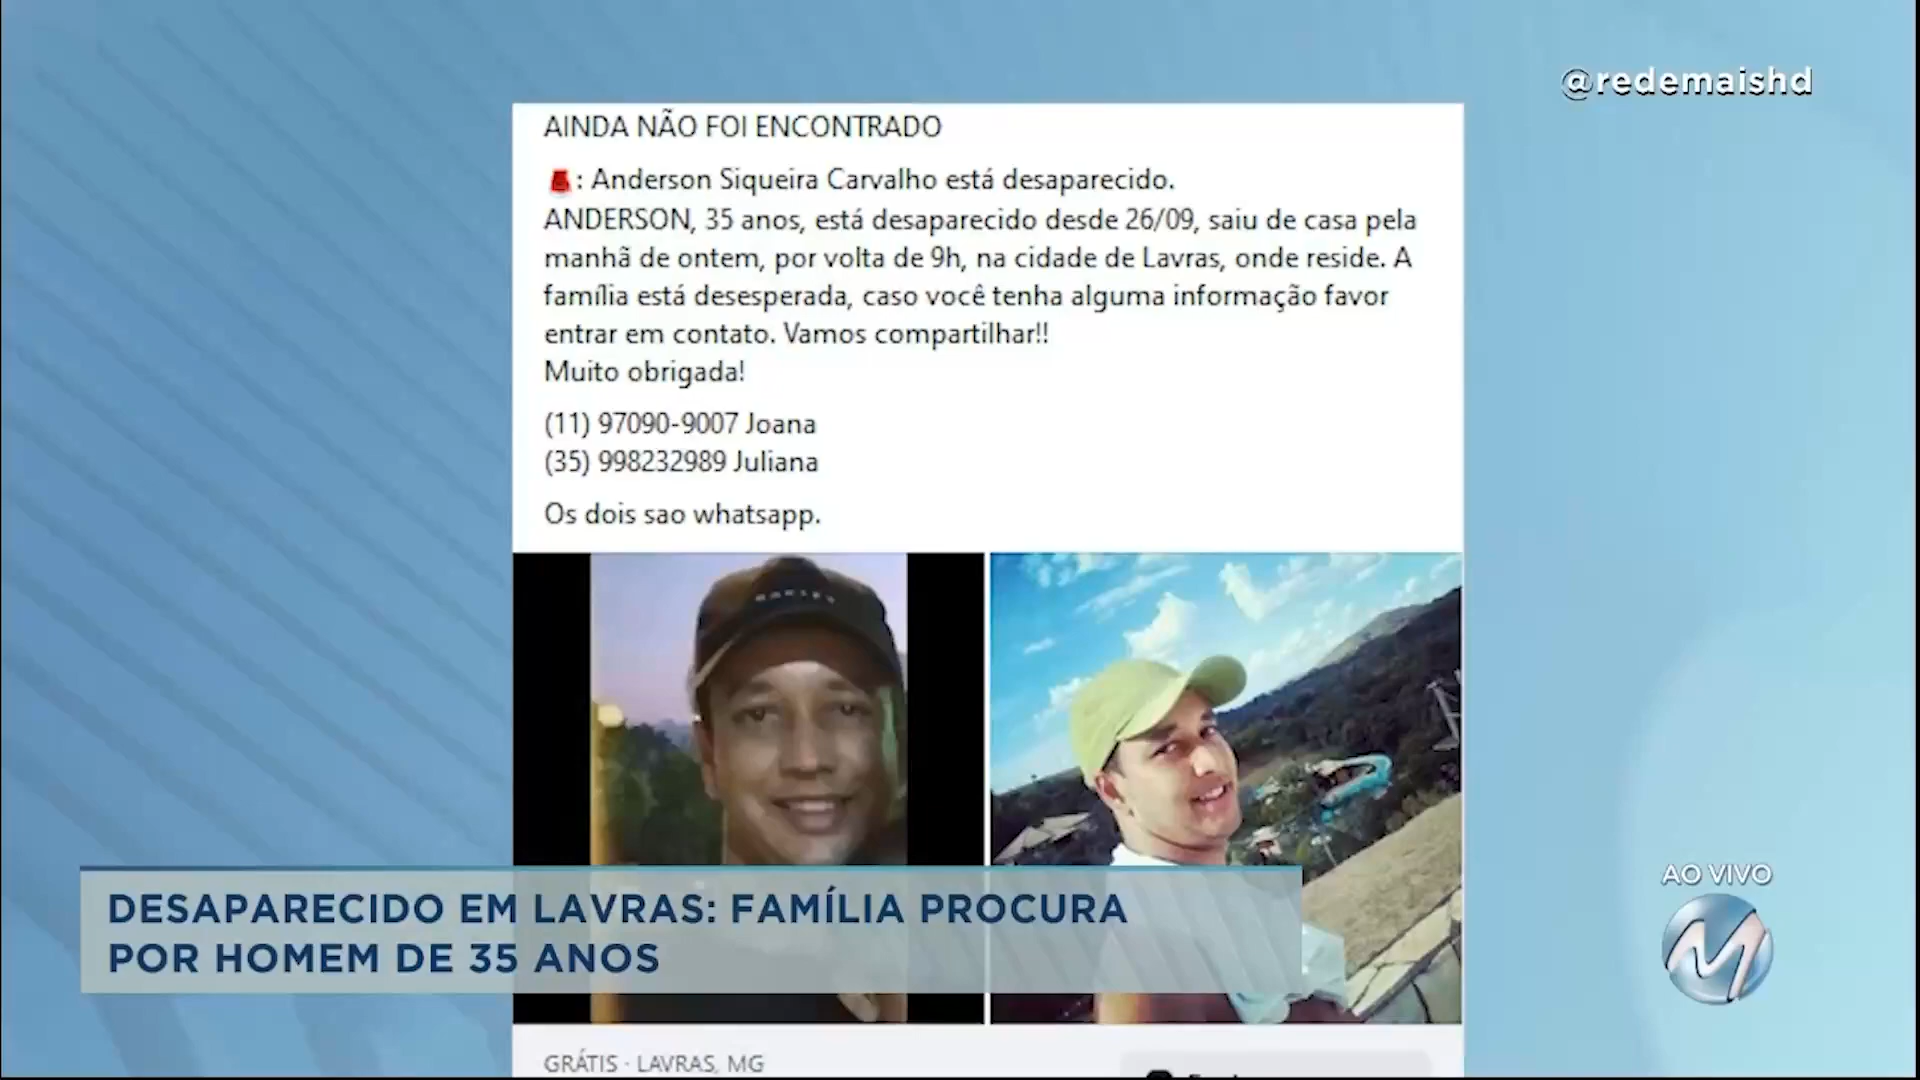 @redemaishd
AINDA NÃO FOI ENCONTRADO
: Anderson Siqueira Carvalho está desaparecido.
ANDERSON, 35 anos, está desaparecido desde 26/09, saiu de casa pela
manhã de ontem, por volta de 9h, na cidade de Lavras, onde reside. A
família está desesperada, caso você tenha alguma informação favor
entrar em contato. Vamos compartilhar!!
Muito obrigada!
(11) 97090-9007 Joana
(35) 998232989 Juliana
Os dois sao whatsapp.
OAKLEY
DESAPARECIDO EM LAVRAS: FAMÍLIA PROCURA
POR HOMEM DE 35 ANOS
AO VIVO
M
GRÁTIS · LAVRAS, MG